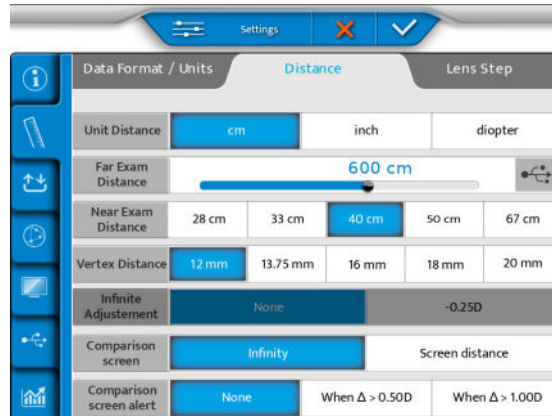 Settings
Data Format / Units Distance Lens Step
Unit Distance cm inch diopter
Far Exam Distance 600 cm
Near Exam Distance 28 cm 33 cm 40 cm 50 cm 67 cm
Vertex Distance 12 mm 13.75 mm 16 mm 18 mm 20 mm
Infinite Adjustement None -0.25D
Comparison screen Infinity Screen distance
Comparison screen alert None When Δ > 0.50D When Δ > 1.00D